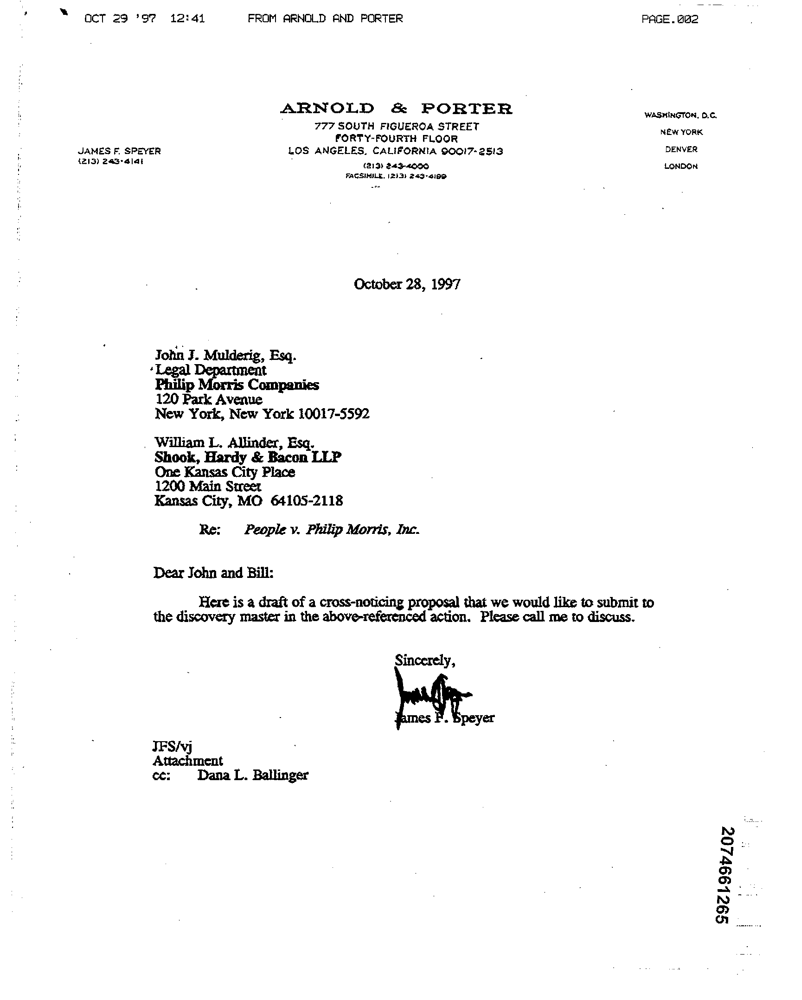 OCT 29 '97 12:41 FROM ARNOLD AND PORTER PAGE.002
ARNOLD & PORTER
777 SOUTH FIGUEROA STREET
FORTY-FOURTH FLOOR
LOS ANGELES, CALIFORNIA 90017-2513
(213) 243-4000
FACSIMILE: (213) 243-4199
JAMES F. SPEYER
(213) 243-4141
WASHINGTON, D.C.
NEW YORK
DENVER
LONDON
October 28, 1997
John J. Mulderig, Esq.
Legal Department
Philip Morris Companies
120 Park Avenue
New York, New York 10017-5592
William L. Allinder, Esq.
Shook, Hardy & Bacon LLP
One Kansas City Place
1200 Main Street
Kansas City, MO 64105-2118
Re: People v. Philip Morris, Inc.
Dear John and Bill:
Here is a draft of a cross-noticing proposal that we would like to submit to
the discovery master in the above-referenced action. Please call me to discuss.
Sincerely,
James F. Speyer
JFS/vj
Attachment
cc: Dana L. Ballinger
2074661265